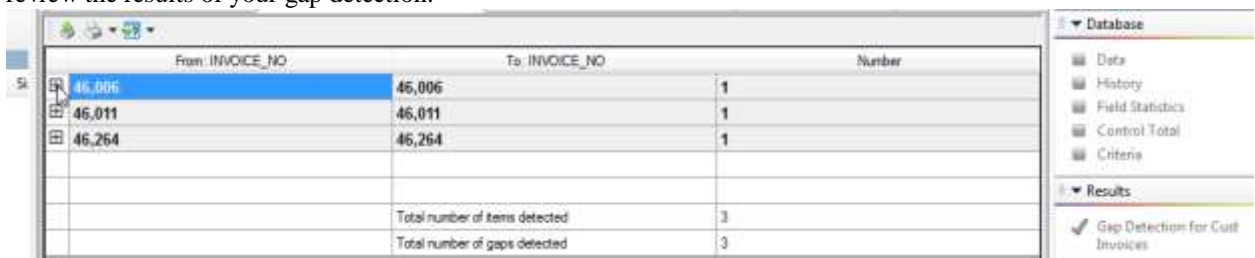 review the results of your gap detection.
Database
From: INVOICE_NO To: INVOICE_NO Number
Data
46,006 46,006 1
History
46,011 46,011 1
Field Statistics
46,264 46,264 1
Control Total
Criteria
Results
Total number of items detected 3
Total number of gaps detected 3
Gap Detection for Cust
Invoices